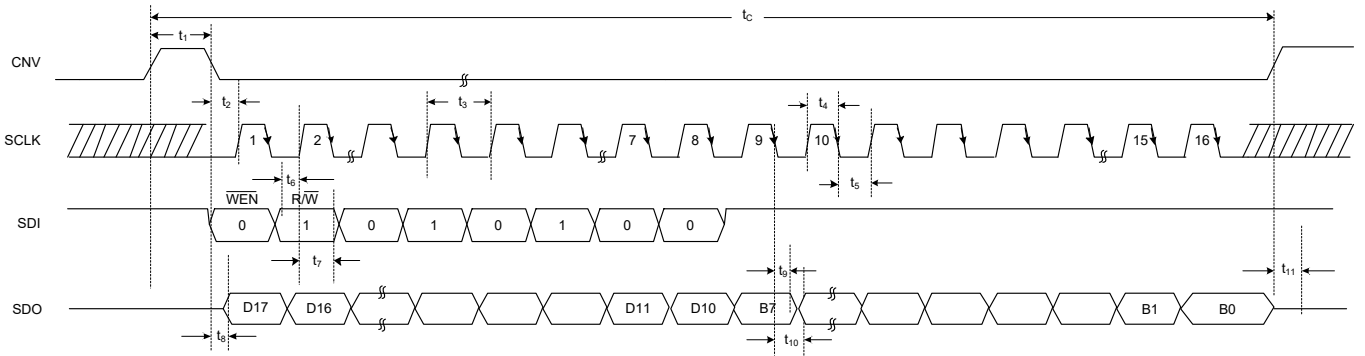 tC
t1
CNV
t2
t3
t4
SCLK
1 2 7 8 9 10 15 16
t6
t5
WEN R/W
SDI
0 1 0 1 0 1 0 0
t7
t9
t11
SDO
D17 D16 D11 D10 B7 B1 B0
t8
t10